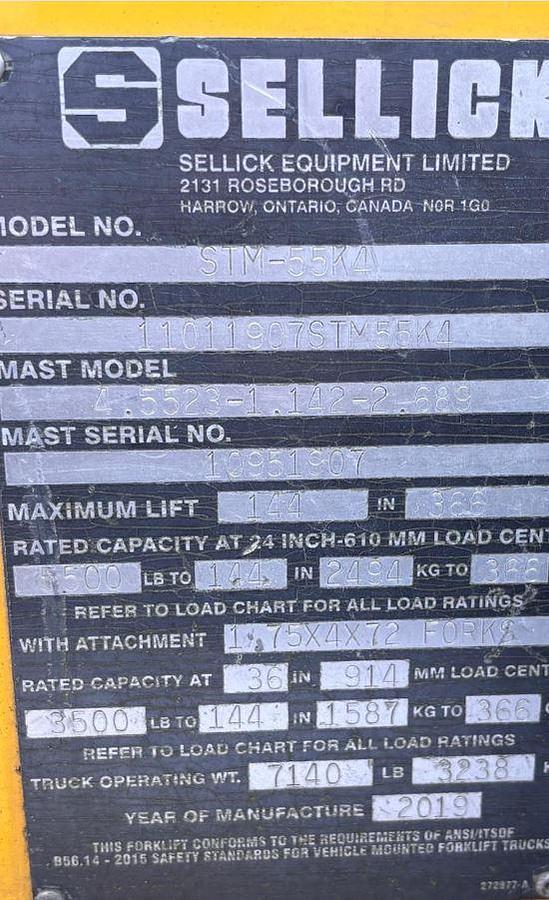 S SELLICK
SELLICK EQUIPMENT LIMITED
2131 ROSEBOROUGH RD
HARROW, ONTARIO, CANADA N0R 1G0
MODEL NO.
STM-55K4
SERIAL NO.
11011907STM55K4
MAST MODEL
4.5523-1.142-2.689
MAST SERIAL NO.
10951907
MAXIMUM LIFT 144 IN 366
RATED CAPACITY AT 24 INCH-610 MM LOAD CENT
5500 LB TO 144 IN 2494 KG TO 366
REFER TO LOAD CHART FOR ALL LOAD RATINGS
WITH ATTACHMENT 1.75X4X72 FORKS
RATED CAPACITY AT 36 IN 914 MM LOAD CENT
3500 LB TO 144 IN 1587 KG TO 366
REFER TO LOAD CHART FOR ALL LOAD RATINGS
TRUCK OPERATING WT. 7140 LB 3238
YEAR OF MANUFACTURE 2019
THIS FORKLIFT CONFORMS TO THE REQUIREMENTS OF ANSI/ITSDF
B56.14 - 2015 SAFETY STANDARDS FOR VEHICLE MOUNTED FORKLIFT TRUCKS
272977-A